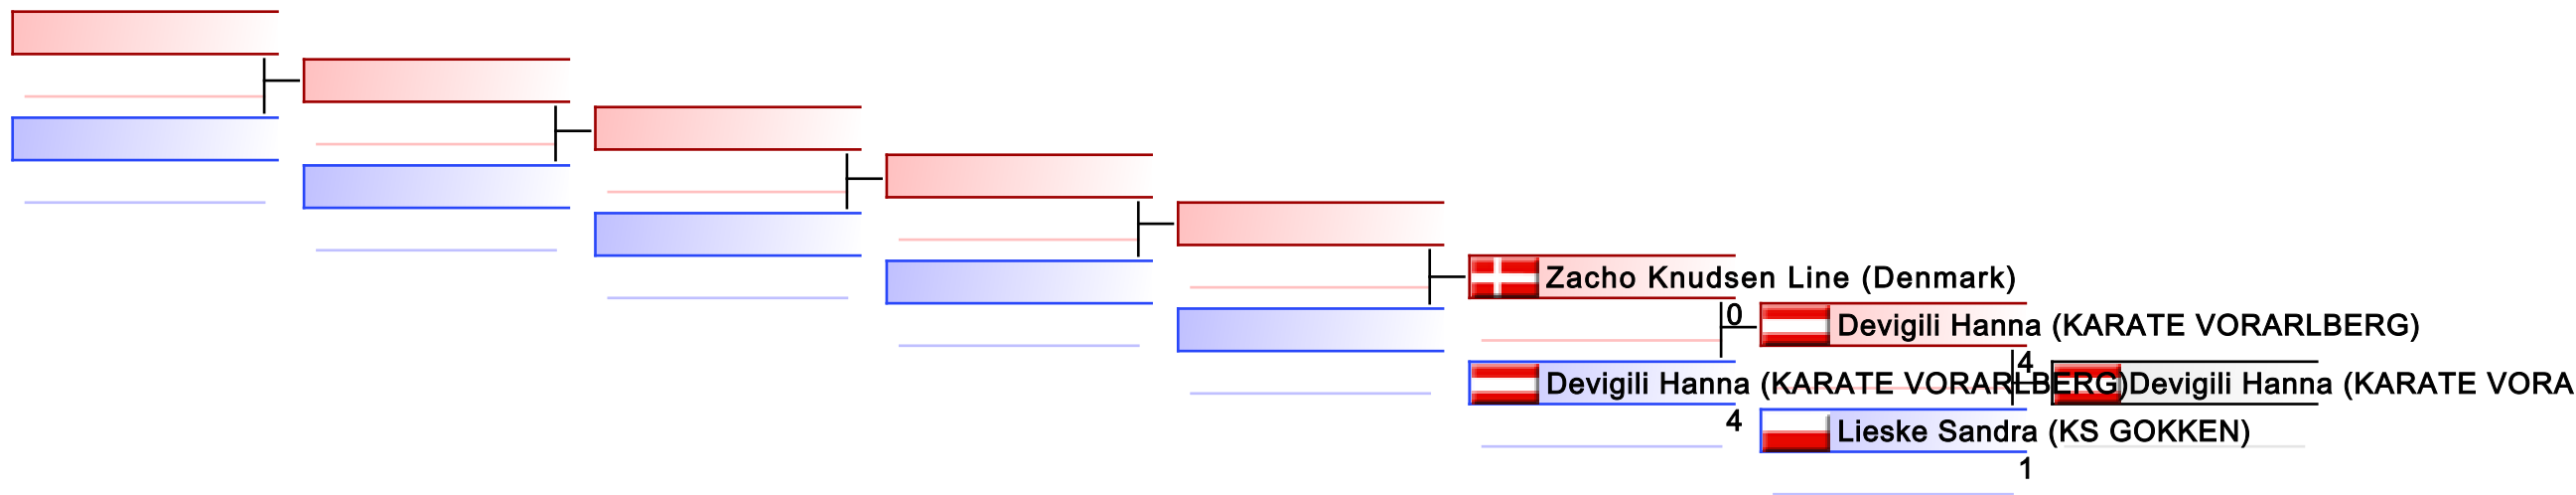 Zacho Knudsen Line (Denmark)
0
Devigili Hanna (KARATE VORARLBERG)
4
Devigili Hanna (KARATE VORARLBERG)
Devigili Hanna (KARATE VORA
4
Lieske Sandra (KS GOKKEN)
1